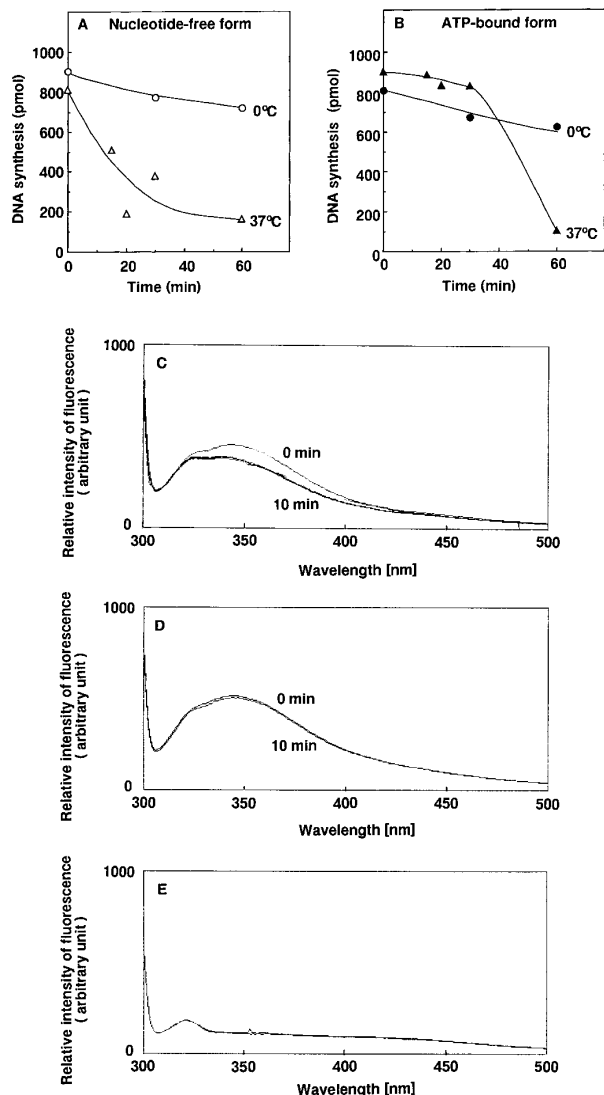 A Nucleotide-free form
DNA synthesis (pmol)
1000
800
600
400
200
0
0ºC
37ºC
0 20 40 60
Time (min)
B ATP-bound form
DNA synthesis (pmol)
1000
800
600
400
200
0
0ºC
37ºC
0 20 40 60
Time (min)
C
Relative intensity of fluorescence
( arbitrary unit )
1000
0
0 min
10 min
300 350 400 450 500
Wavelength [nm]
D
Relative intensity of fluorescence
( arbitrary unit )
1000
0
0 min
10 min
300 350 400 450 500
Wavelength [nm]
E
Relative intensity of fluorescence
( arbitrary unit )
1000
0
300 350 400 450 500
Wavelength [nm]